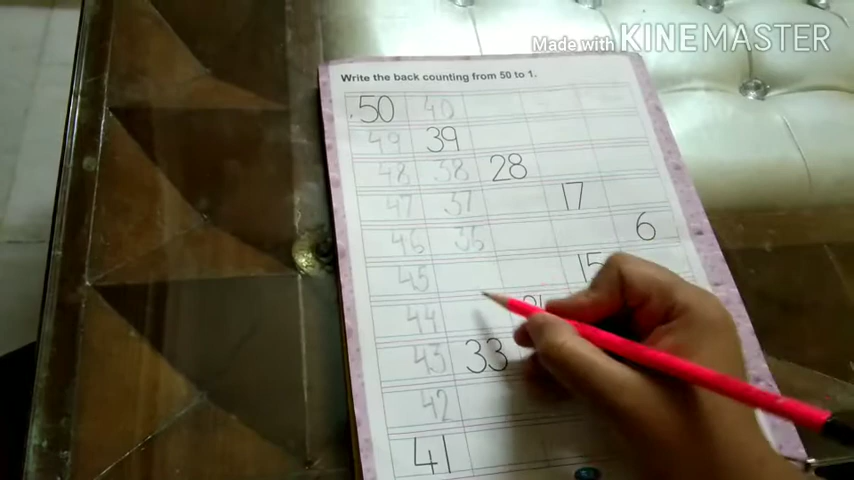 Made with KINEMASTER
Write the back counting from 50 to 1.
50 40
49 39
48 38 28
47 37 17
46 36 6
45 15
44
43 33
42
41